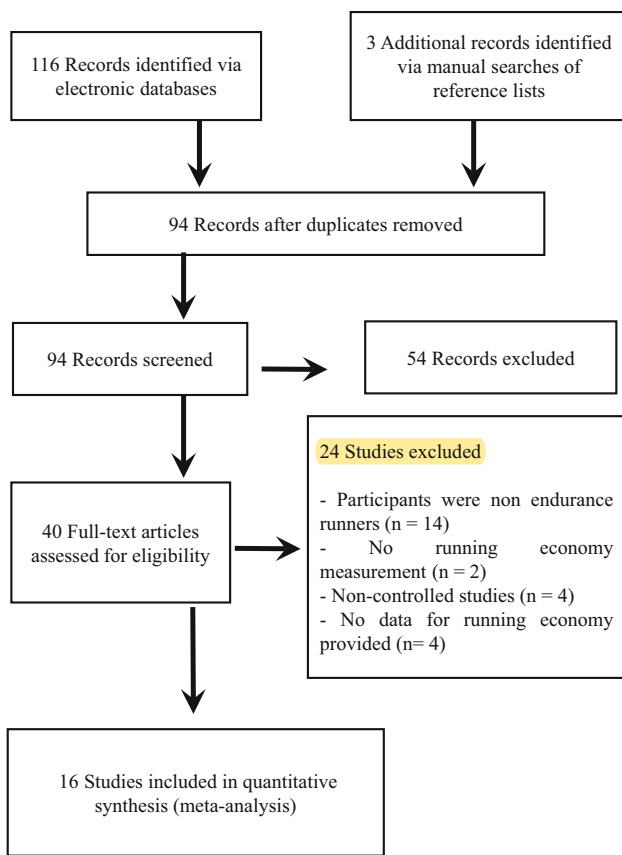 116 Records identified via
electronic databases
3 Additional records identified
via manual searches of
reference lists
94 Records after duplicates removed
94 Records screened
54 Records excluded
40 Full-text articles
assessed for eligibility
24 Studies excluded
- Participants were non endurance
runners (n = 14)
- No running economy
measurement (n = 2)
- Non-controlled studies (n = 4)
- No data for running economy
provided (n= 4)
16 Studies included in quantitative
synthesis (meta-analysis)